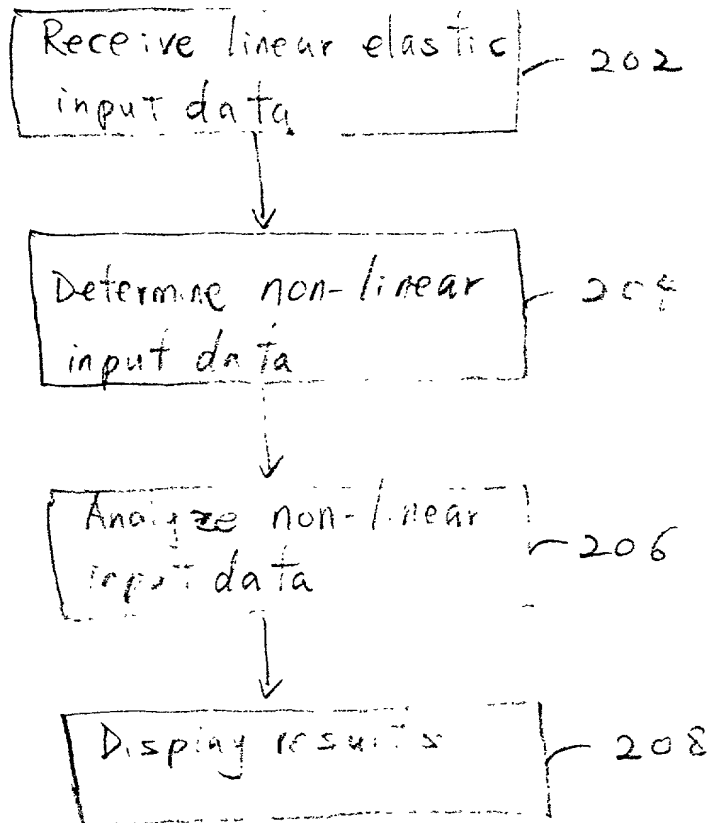 Receive linear elastic
input data
202
Determine non-linear
input data
204
Analyze non-linear
input data
206
Display results
208